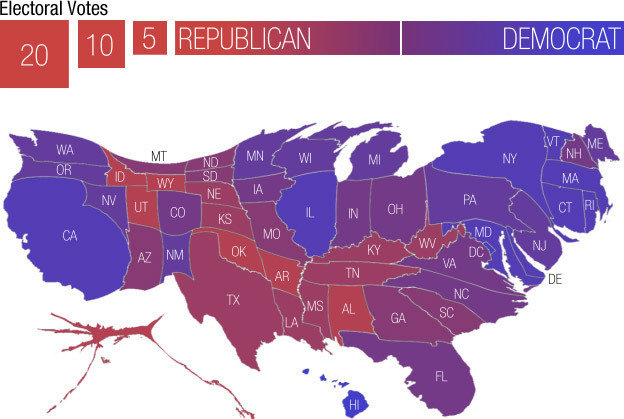 Electoral Votes
20 10 5 REPUBLICAN DEMOCRAT
WA MT ND MN WI MI NY VT NH ME
OR ID WY SD IA MA
NV UT CO NE IL IN OH PA CT RI
CA KS MO MD NJ
AZ NM OK KY WV VA DC DE
TX AR TN NC
LA MS AL GA SC
HI FL